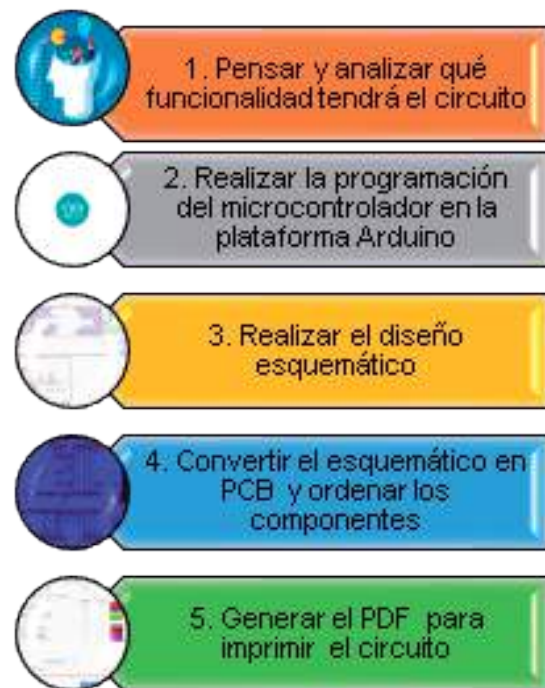 1. Pensar y analizar qué
funcionalidad tendrá el circuito
2. Realizar la programación
del microcontrolador en la
plataforma Arduino
3. Realizar el diseño
esquemático
4. Convertir el esquemático en
PCB y ordenar los
componentes
5. Generar el PDF para
imprimir el circuito